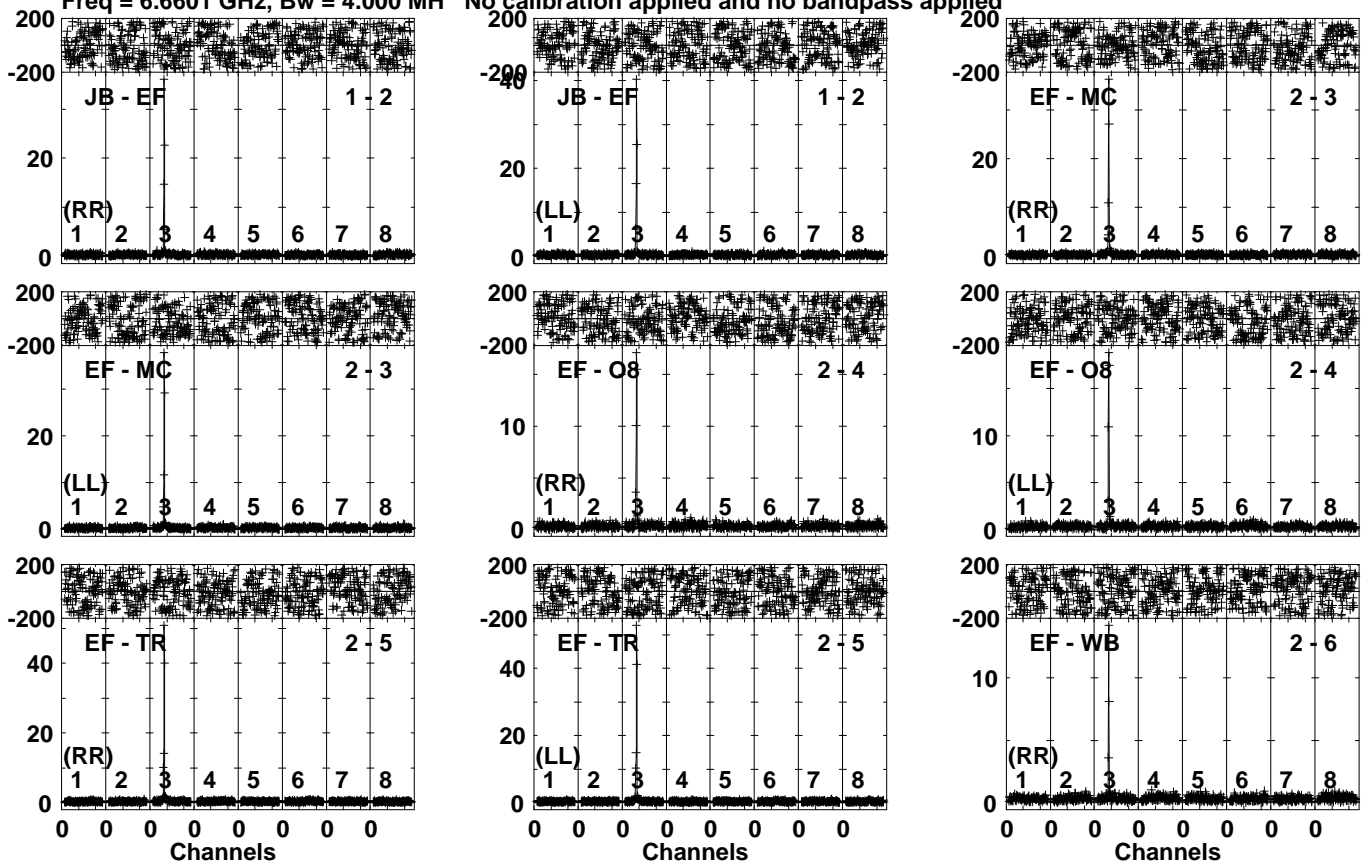 Freq = 6.6601 GHz, Bw = 4.000 MH No calibration applied and no bandpass applied
200 200 200
-200 -200 -200
40
JB - EF 1 - 2 JB - EF 1 - 2 EF - MC 2 - 3
20 20 20
(RR) (LL) (RR)
1 2 3 4 5 6 7 8 1 2 3 4 5 6 7 8 1 2 3 4 5 6 7 8
0 0 0
200 200 200
-200 -200 -200
EF - MC 2 - 3 EF - O8 2 - 4 EF - O8 2 - 4
20 10 10
(LL) (RR) (LL)
1 2 3 4 5 6 7 8 1 2 3 4 5 6 7 8 1 2 3 4 5 6 7 8
0 0 0
200 200 200
-200 -200 -200
EF - TR 2 - 5 EF - TR 2 - 5 EF - WB 2 - 6
40 40 10
20 20
(RR) (LL) (RR)
1 2 3 4 5 6 7 8 1 2 3 4 5 6 7 8 1 2 3 4 5 6 7 8
0 0 0
0 0 0 0 0 0 0 0 0 0 0 0 0 0 0 0 0 0 0 0 0 0 0 0
Channels Channels Channels